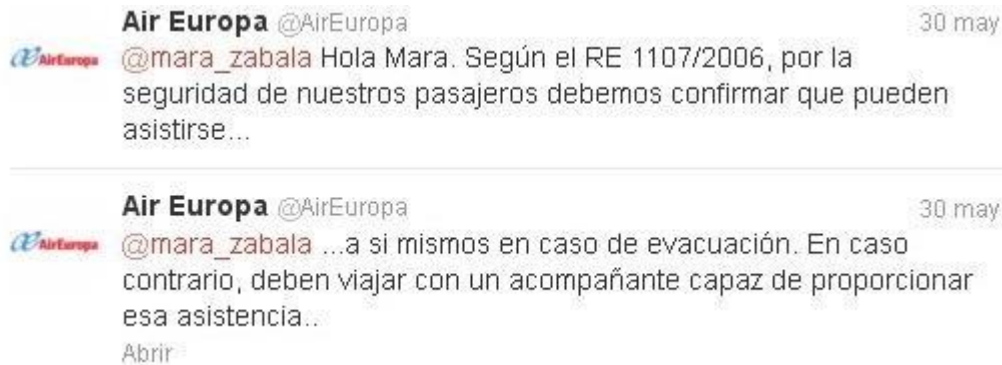 Air Europa @AirEuropa 30 may
AirEuropa @mara_zabala Hola Mara. Según el RE 1107/2006, por la
seguridad de nuestros pasajeros debemos confirmar que pueden
asistirse...
Air Europa @AirEuropa 30 may
AirEuropa @mara_zabala ...a si mismos en caso de evacuación. En caso
contrario, deben viajar con un acompañante capaz de proporcionar
esa asistencia..
Abrir